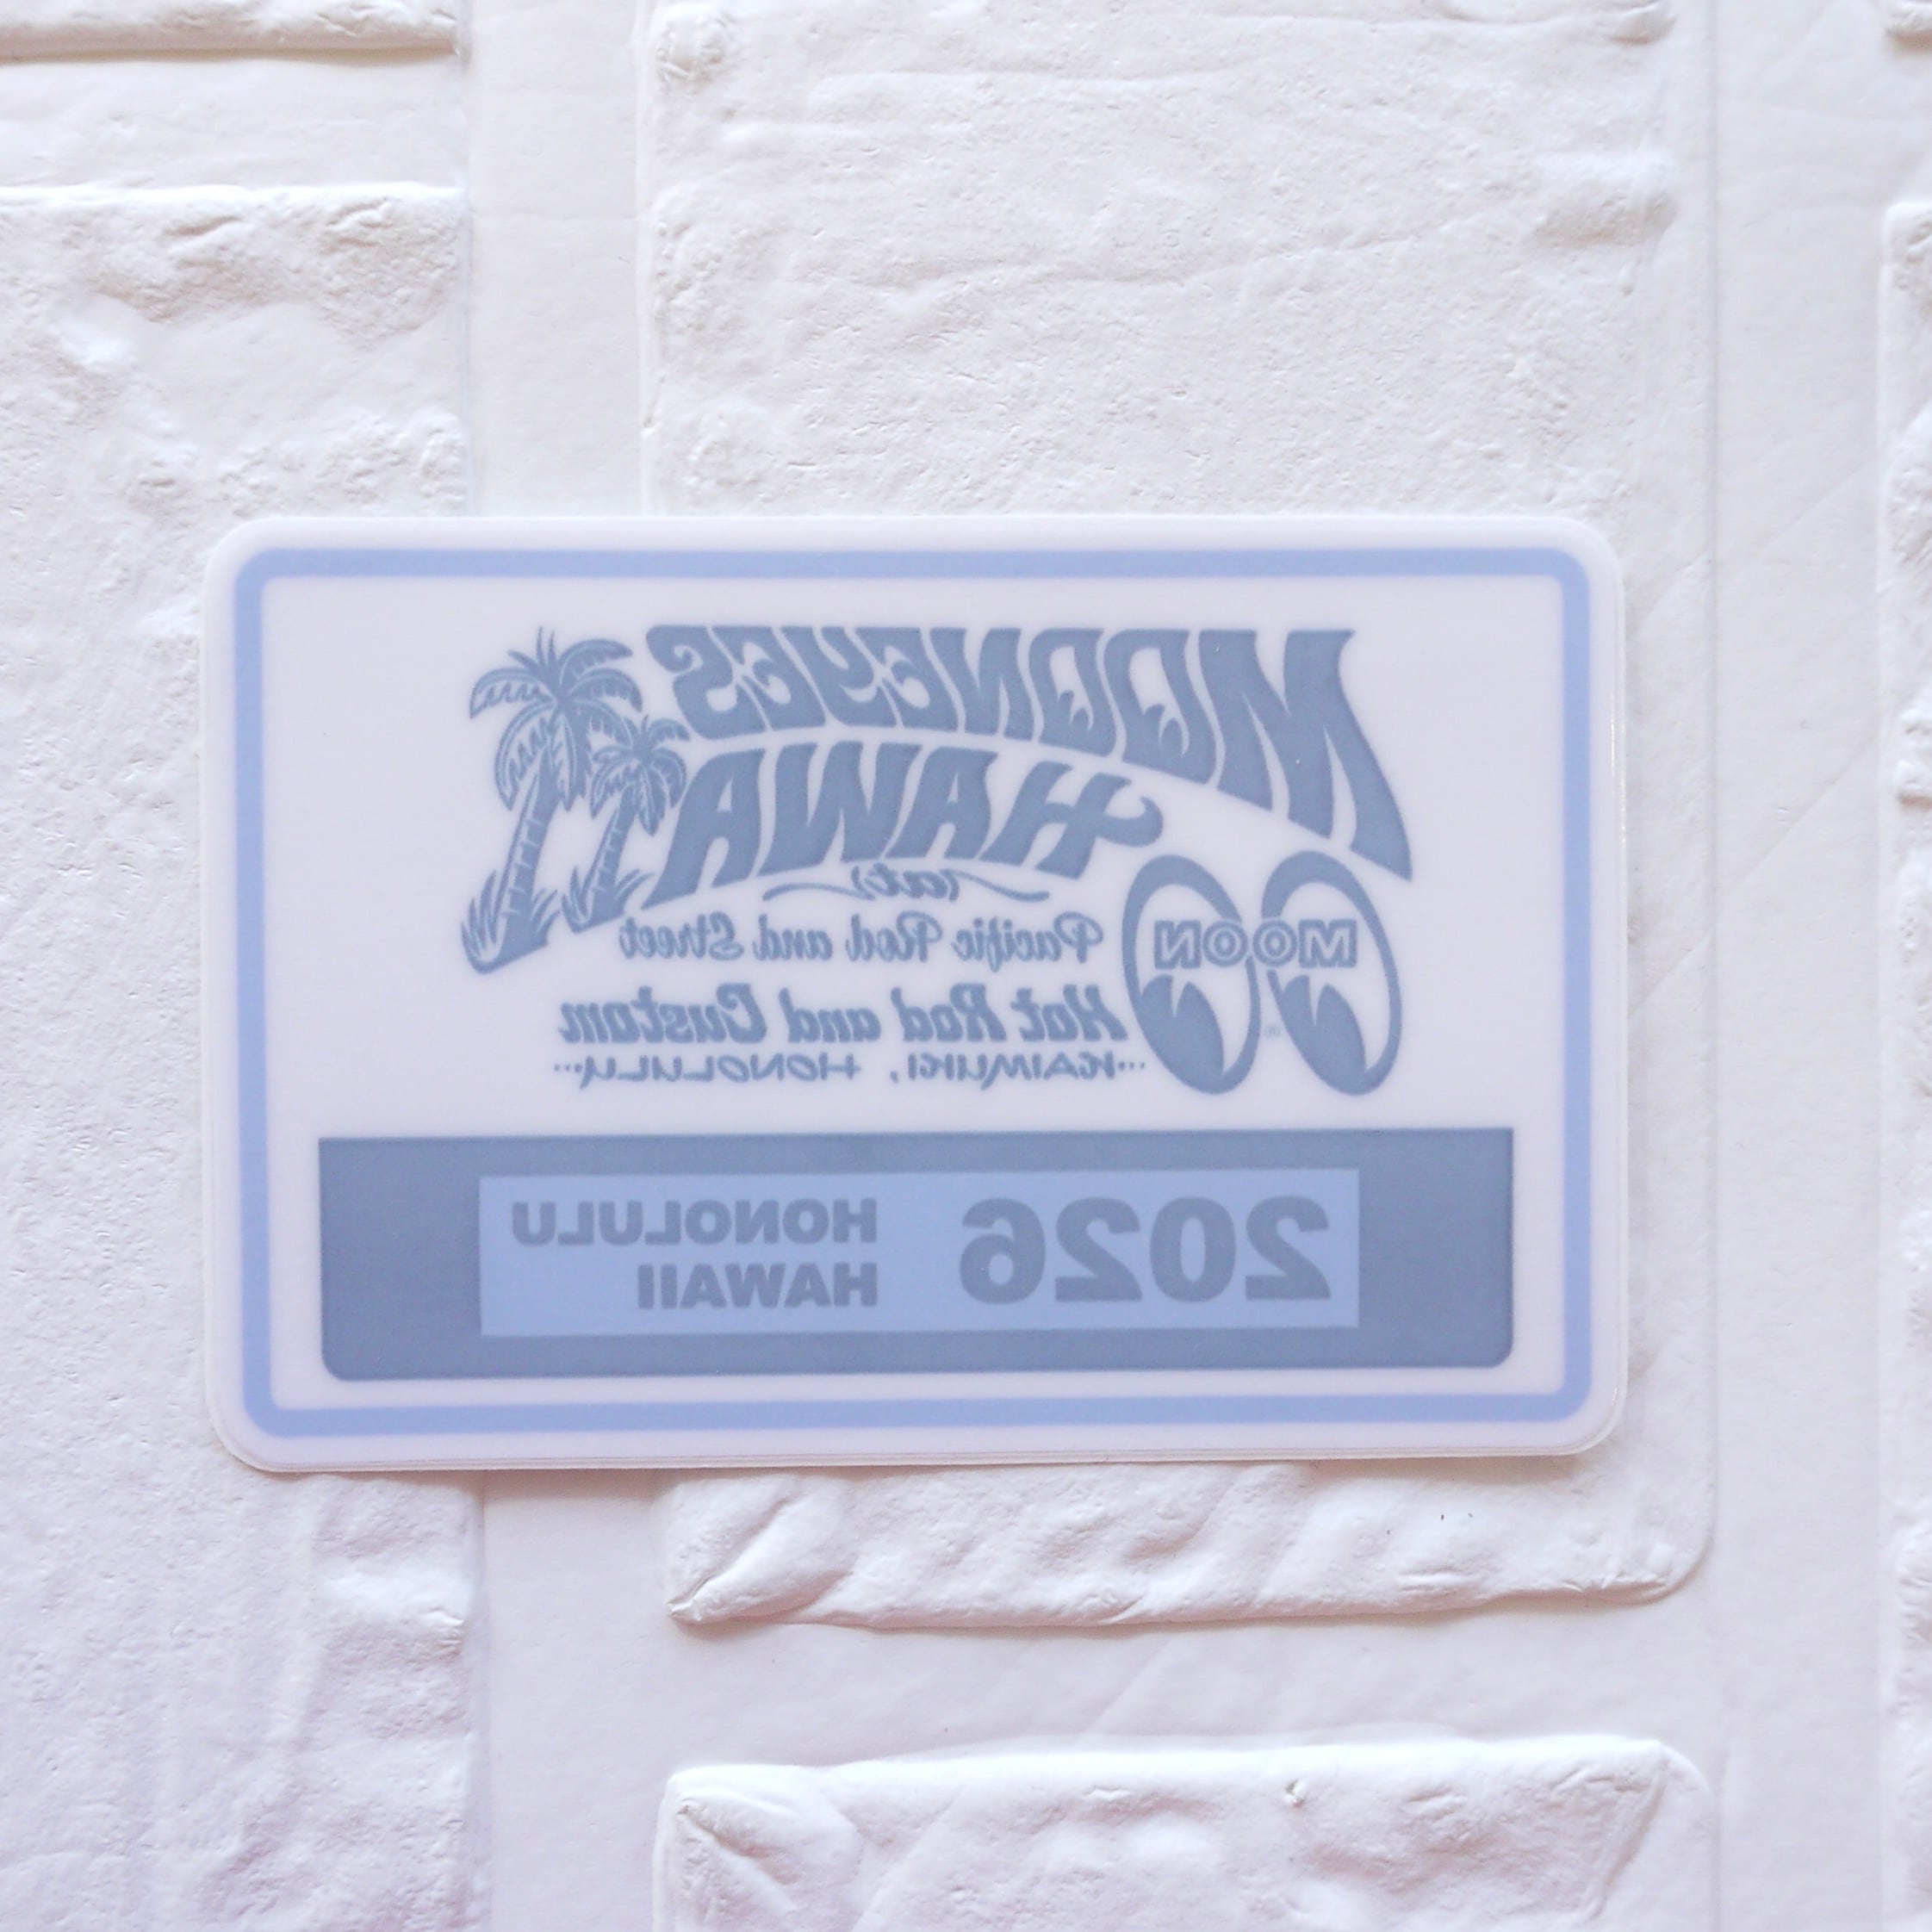 MOONEYES
HAWAII
(at)
Pacific Rod and Street
MOON
Hot Rod and Custom
...KAIMUKI, HONOLULU...
2026
HONOLULU
HAWAII